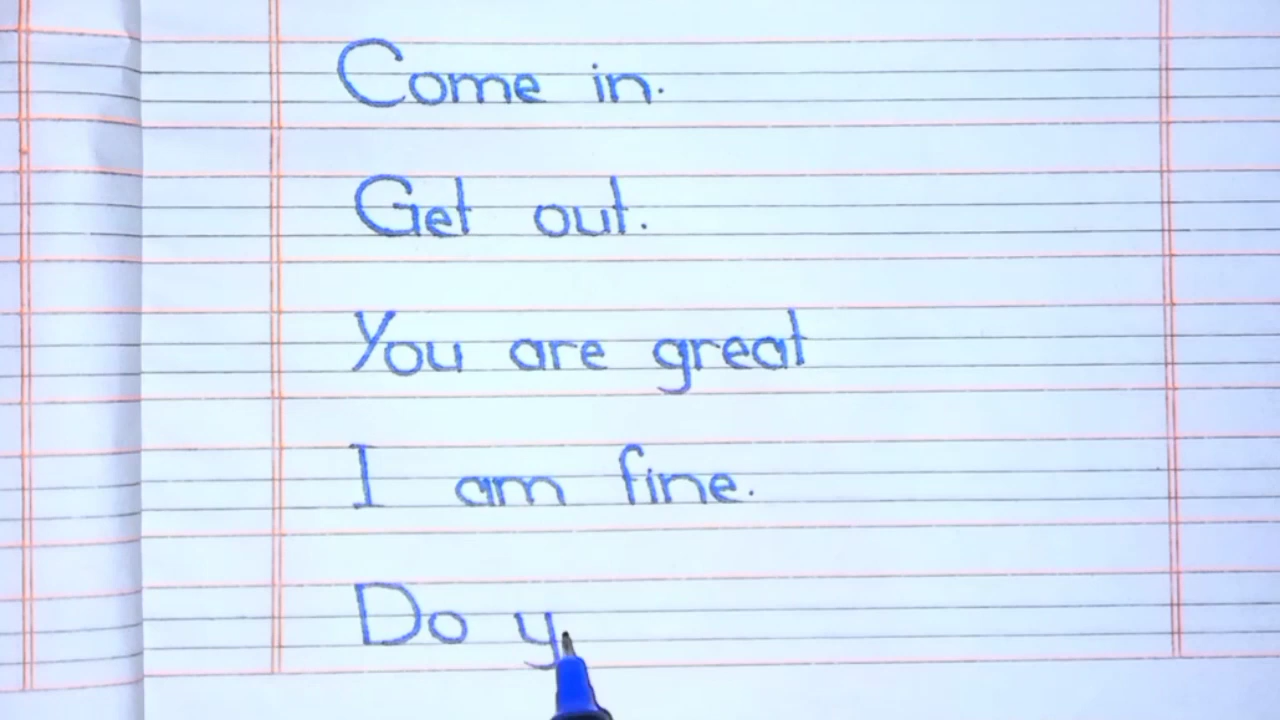 Come in.
Get out.
You are great
I am fine.
Do y